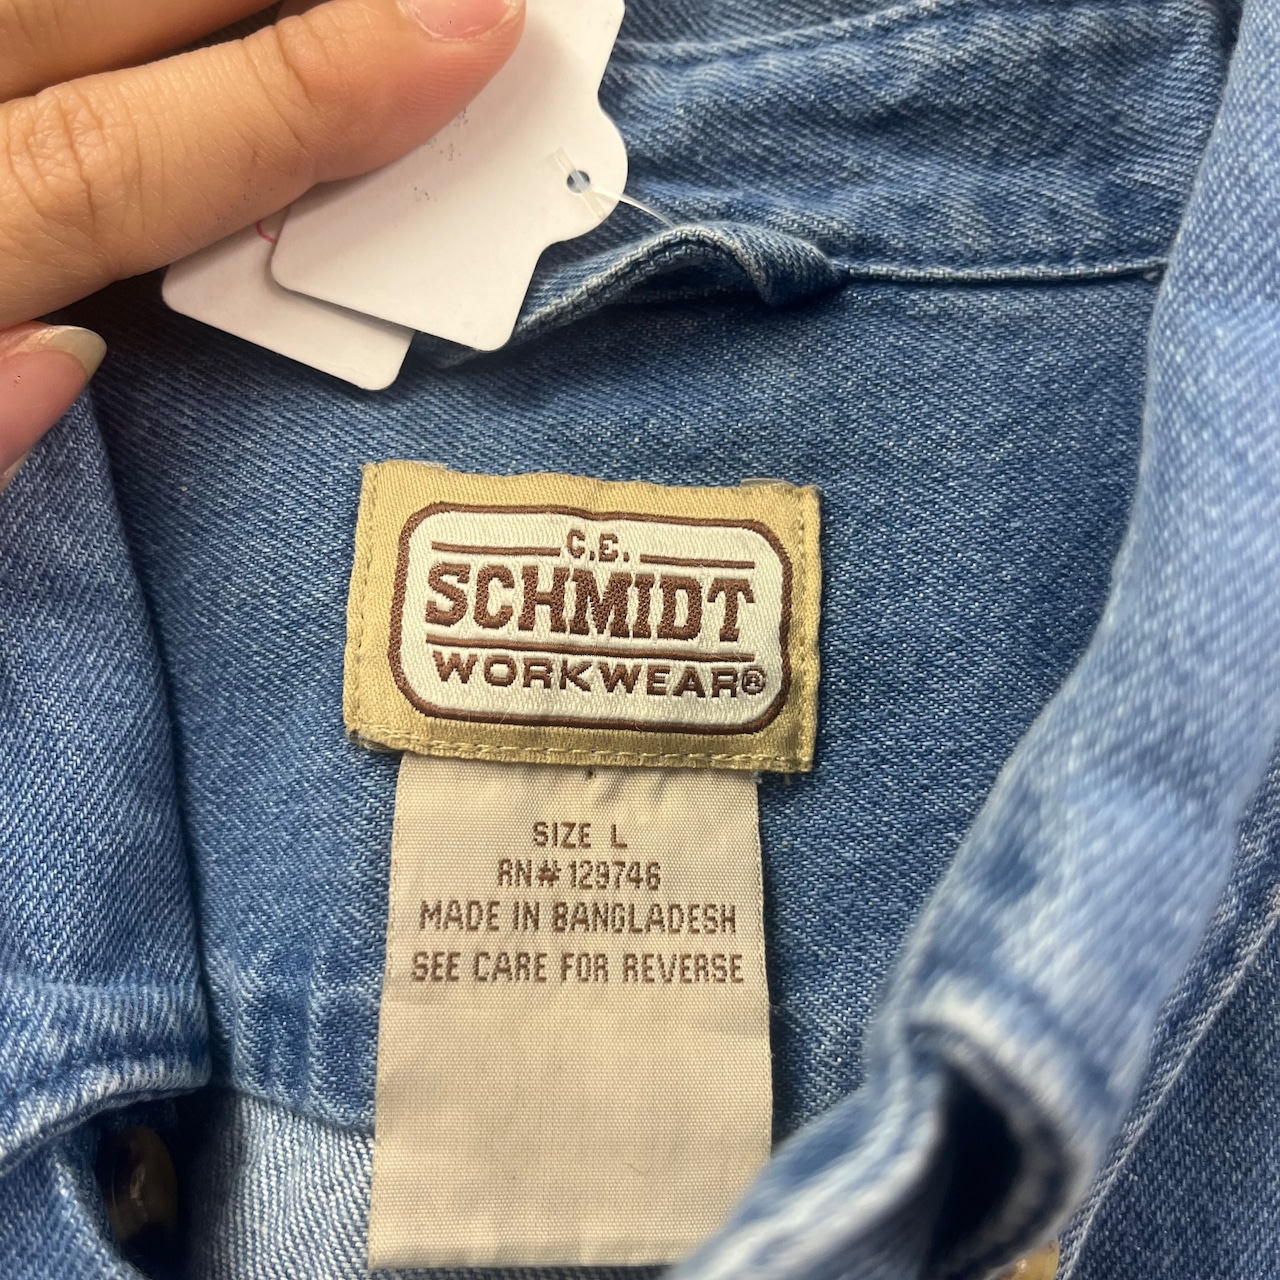 C.E.
SCHMIDT
WORKWEAR®
SIZE L
RN# 129746
MADE IN BANGLADESH
SEE CARE FOR REVERSE